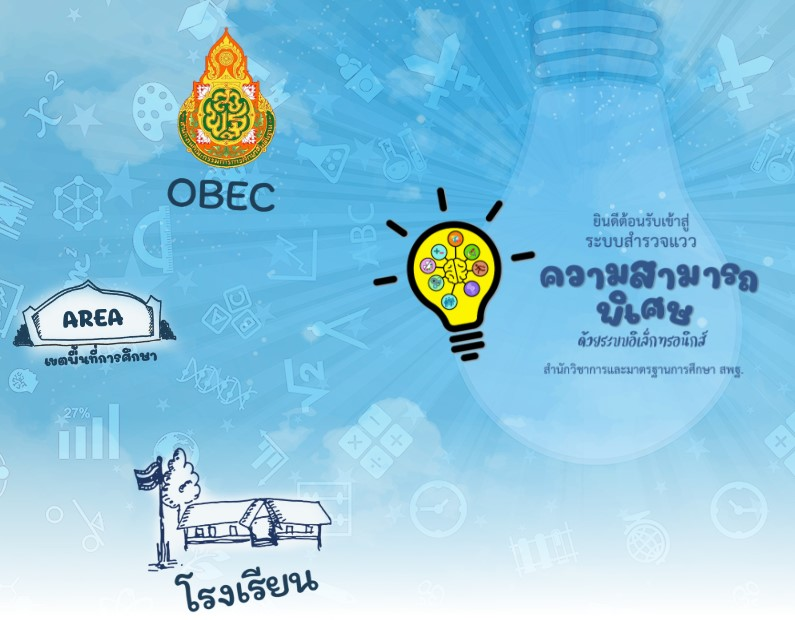 OBEC
ยินดีต้อนรับเข้าสู่
ระบบสำรวจแวว
ความสามารถ
พิเศษ
ด้วยระบบอิเล็กทรอนิกส์
สำนักวิชาการและมาตรฐานการศึกษา สพฐ.
AREA
เขตพื้นที่การศึกษา
โรงเรียน
ABC
27%
x²
√2